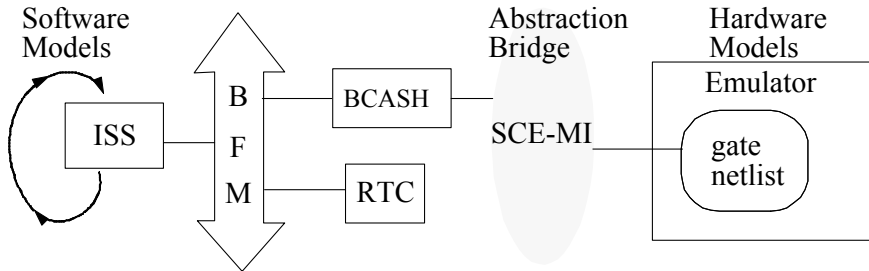 Software
Models
Abstraction
Bridge
Hardware
Models
Emulator
ISS
B
F
M
BCASH
RTC
SCE-MI
gate
netlist